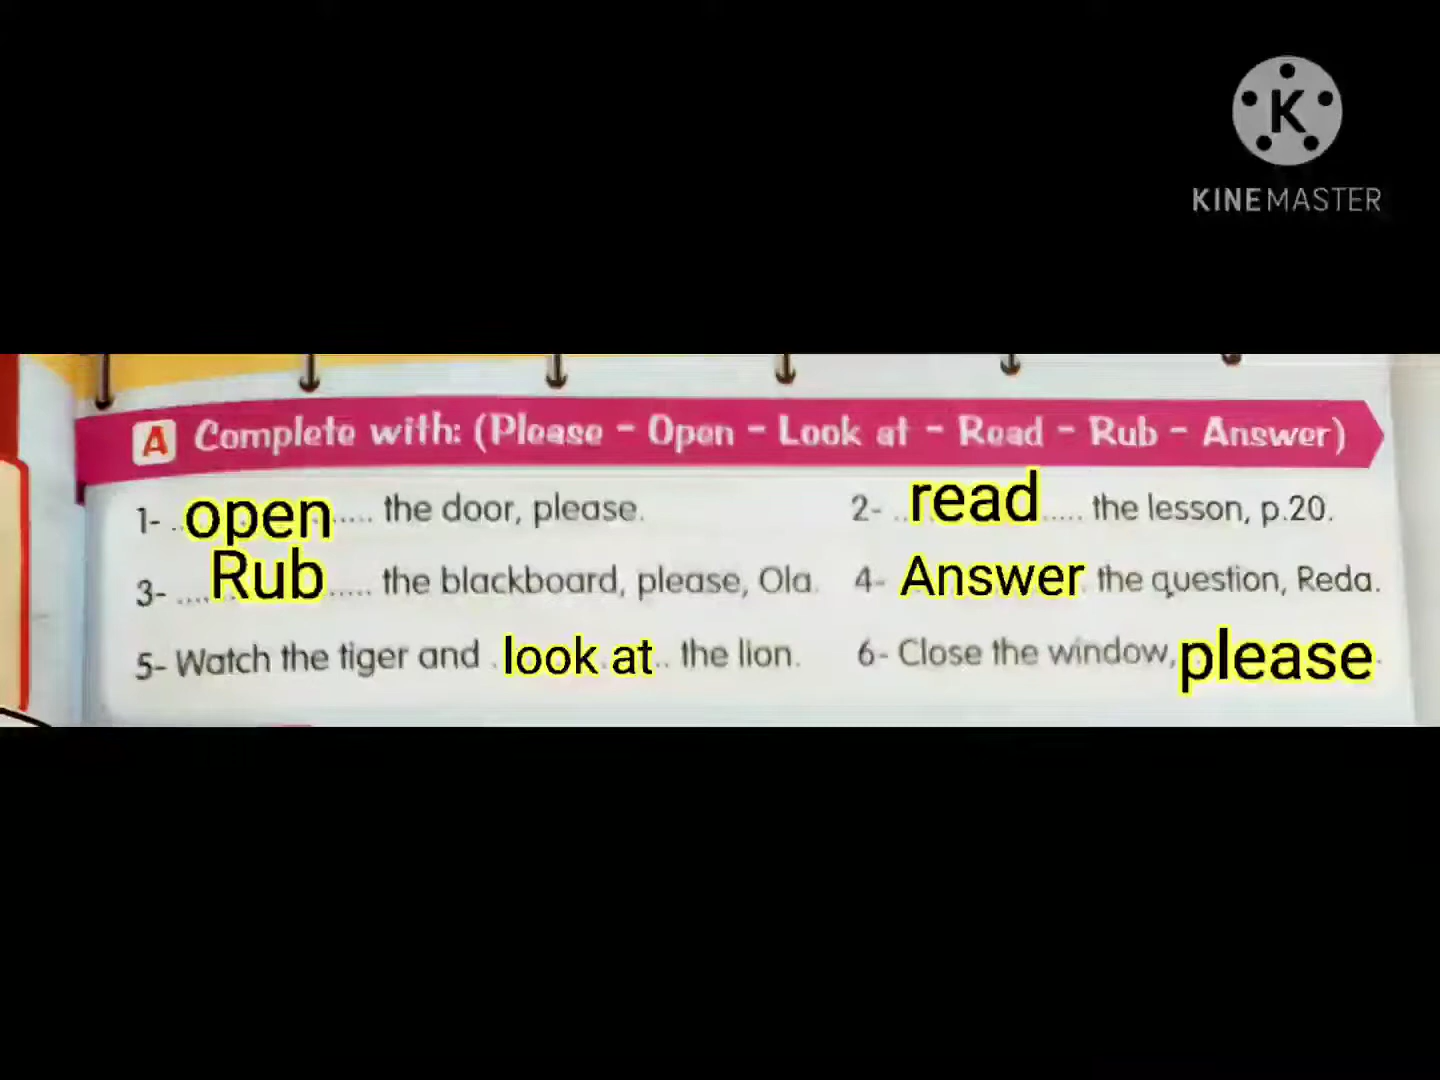 KINEMASTER
A Complete with: (Please - Open - Look at - Read - Rub - Answer)
1- open the door, please. 2- read the lesson, p.20.
3- Rub the blackboard, please, Ola. 4- Answer the question, Reda.
5- Watch the tiger and look at the lion. 6- Close the window, please.